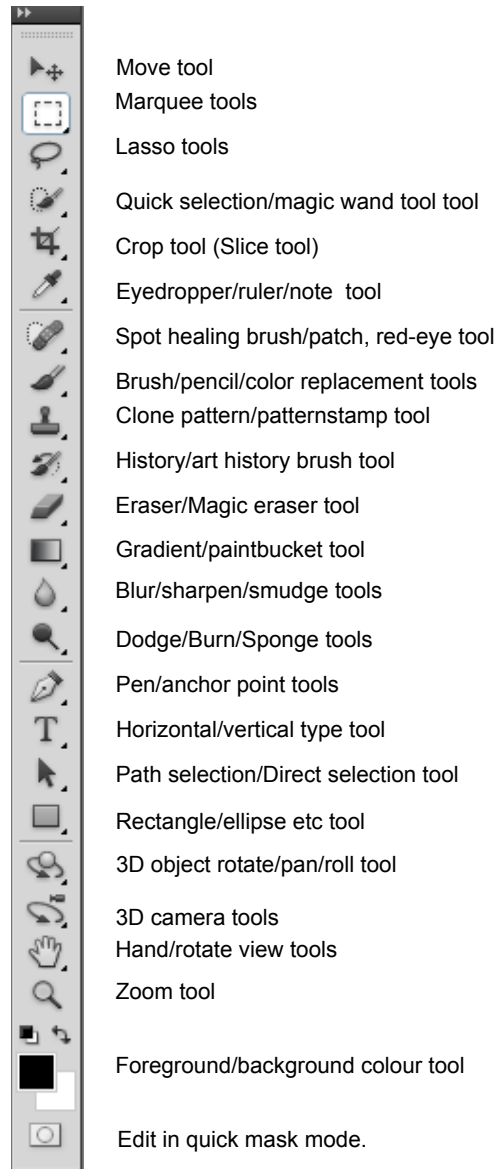 Move tool
Marquee tools
Lasso tools
Quick selection/magic wand tool tool
Crop tool (Slice tool)
Eyedropper/ruler/note  tool
Spot healing brush/patch, red-eye tool
Brush/pencil/color replacement tools
Clone pattern/patternstamp tool
History/art history brush tool
Eraser/Magic eraser tool
Gradient/paintbucket tool
Blur/sharpen/smudge tools
Dodge/Burn/Sponge tools
Pen/anchor point tools
T
Horizontal/vertical type tool
Path selection/Direct selection tool
Rectangle/ellipse etc tool
3D object rotate/pan/roll tool
3D camera tools
Hand/rotate view tools
Zoom tool
Foreground/background colour tool
Edit in quick mask mode.